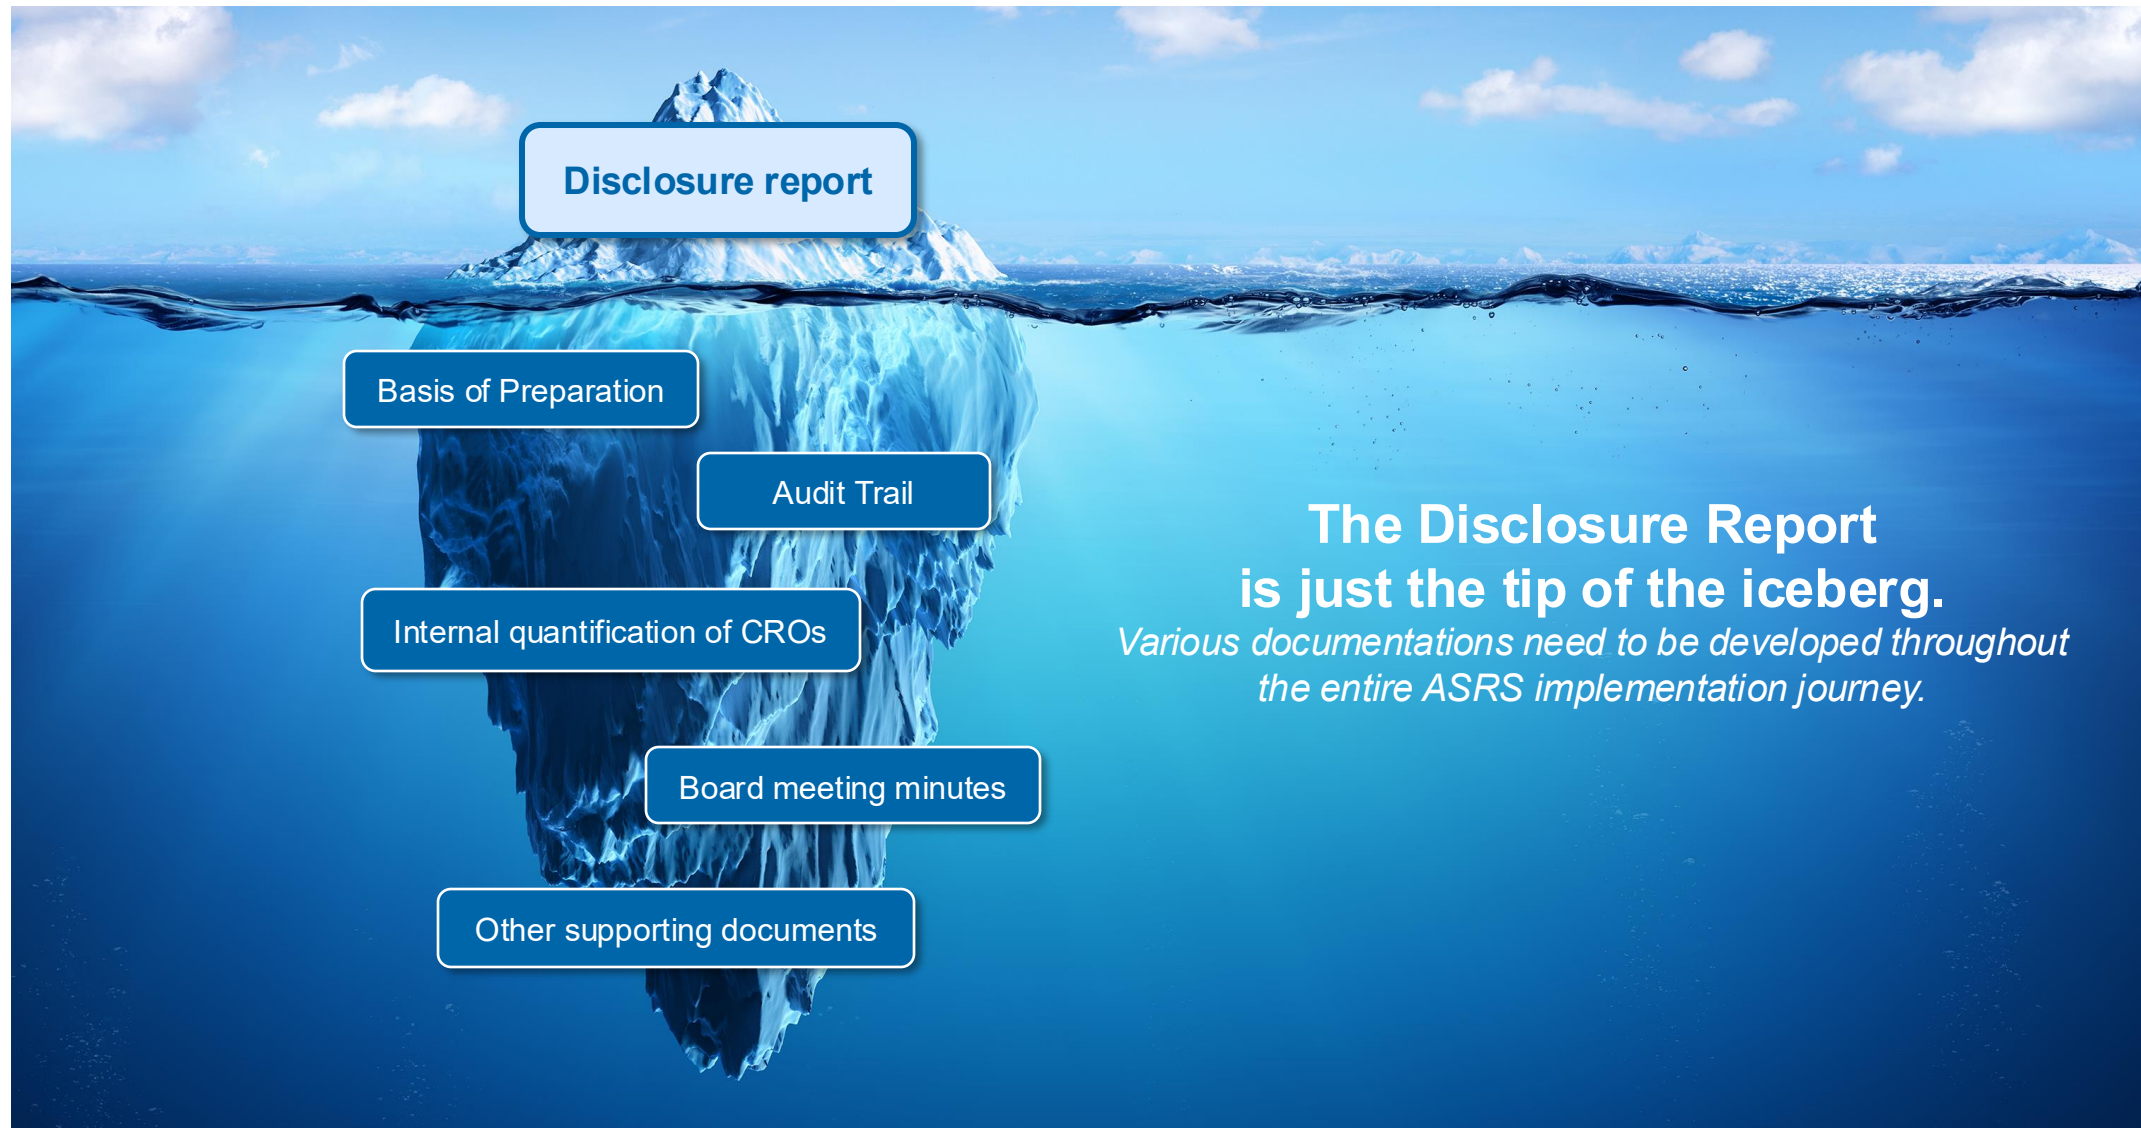 Disclosure report
Basis of Preparation
Audit Trail
Internal quantification of CROs
Board meeting minutes
Other supporting documents
The Disclosure Report
is just the tip of the iceberg.
Various documentations need to be developed throughout
the entire ASRS implementation journey.